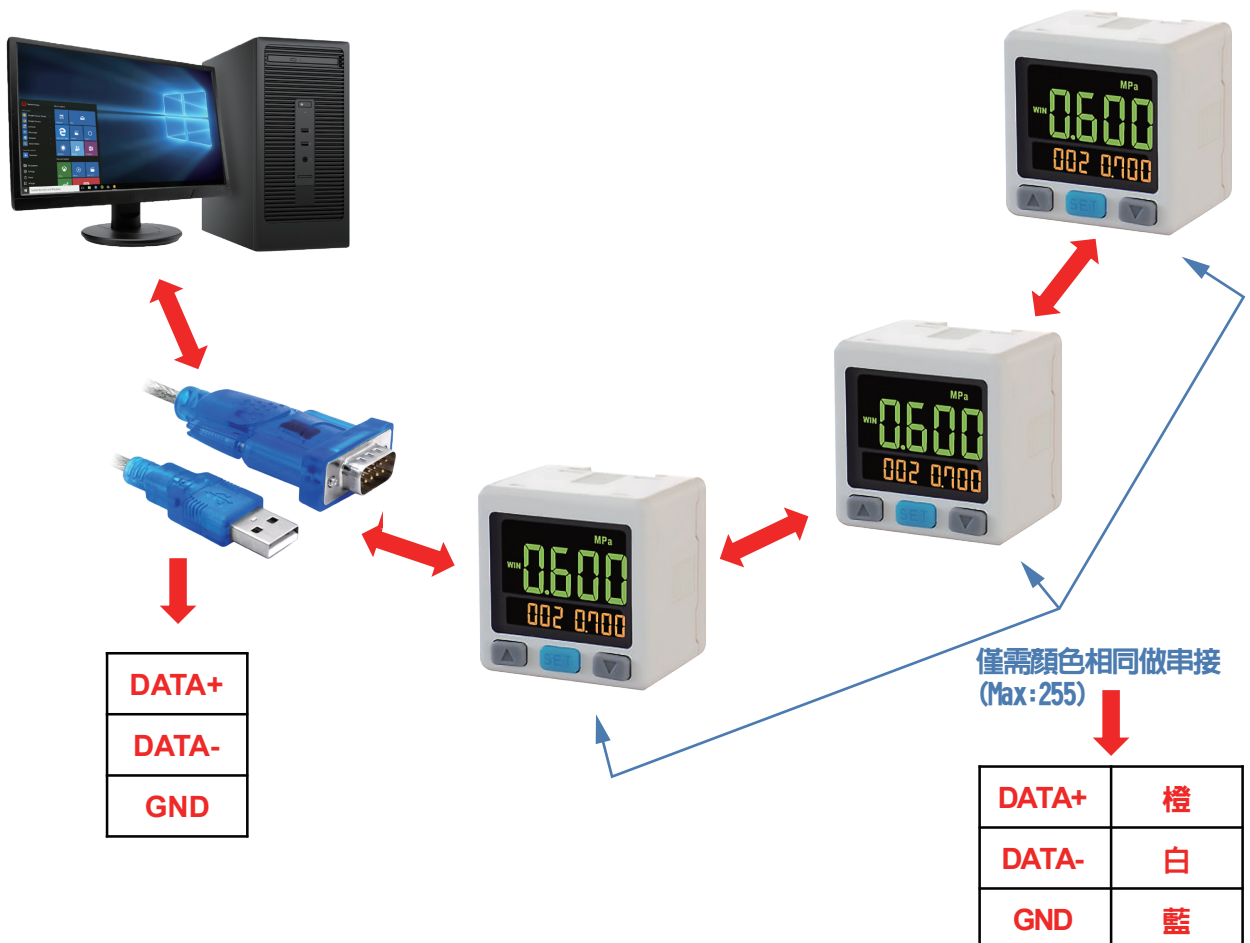 MPa
WIN 0.600
002 0.700
SET
MPa
WIN 0.600
002 0.700
SET
MPa
WIN 0.600
002 0.700
SET
DATA+
DATA-
GND
僅需顏色相同做串接
(Max:255)
DATA+ 橙
DATA- 白
GND 藍